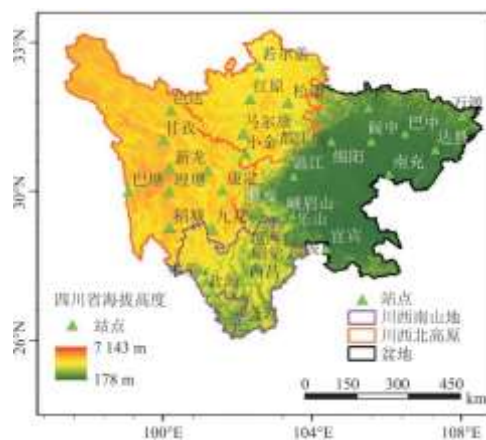 33°N
若尔盖
红原
松潘
色达
万源
马尔康
甘孜
阆中
巴中
小金
都江
达县
新龙
温江
绵阳
南充
30°N
巴塘
理塘
康定
峨眉山
乐山
稻城
九龙
宜宾
西昌
四川省海拔高度
站点
站点
7 143 m
川西南山地
川西北高原
178 m
盆地
26°N
0 150 300 450
km
100°E
104°E
108°E